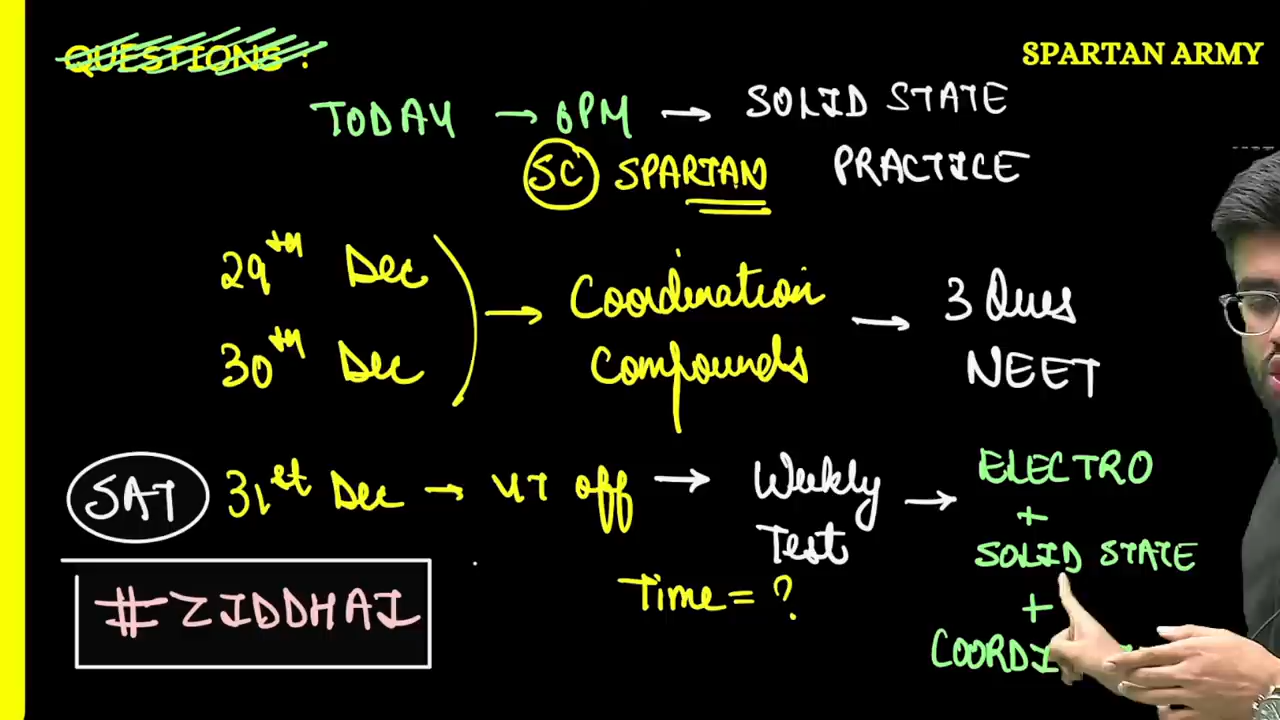 QUESTIONS :
SPARTAN ARMY
TODAY → 6PM → SOLID STATE
SC SPARTAN PRACTICE
29th Dec
30th Dec
→ Coordination Compounds → 3 Ques NEET
SAT 31st Dec → YT off → Weekly Test → ELECTRO
+
SOLID STATE
+
Time = ?
#ZIDDHAI